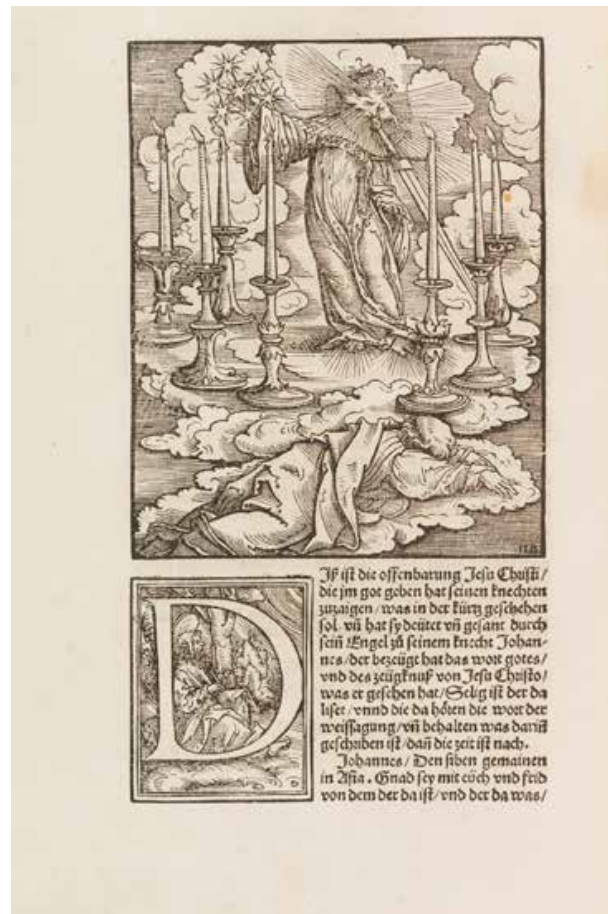 HB
D
Iſz iſt die offenbarung Jeſu Chriſti/
die jm got geben hat ſeinen knechten
zuzaigen/was in der kürtz geſchehen
ſol. vñ hat ſy deütet vñ geſant durch
ſein̄ Engel zů ſeinem knecht Johan-
nes/der bezeügt hat das wort gotes/
vnd des zeügknuß von Jeſu Chriſto/
was er geſehen hat/Selig iſt der da
liſet/vnnd die da hören die wort der
weiſſagung/vñ behalten was darin̄
geſchriben iſt/dañ die zeit iſt nach.
Johannes/Den ſiben gemainen
in Aſia. Gnad ſey mit eüch vnd frid
von dem der da iſt/vnd der da was/